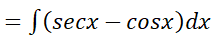 = ∫(secx − cosx)dx